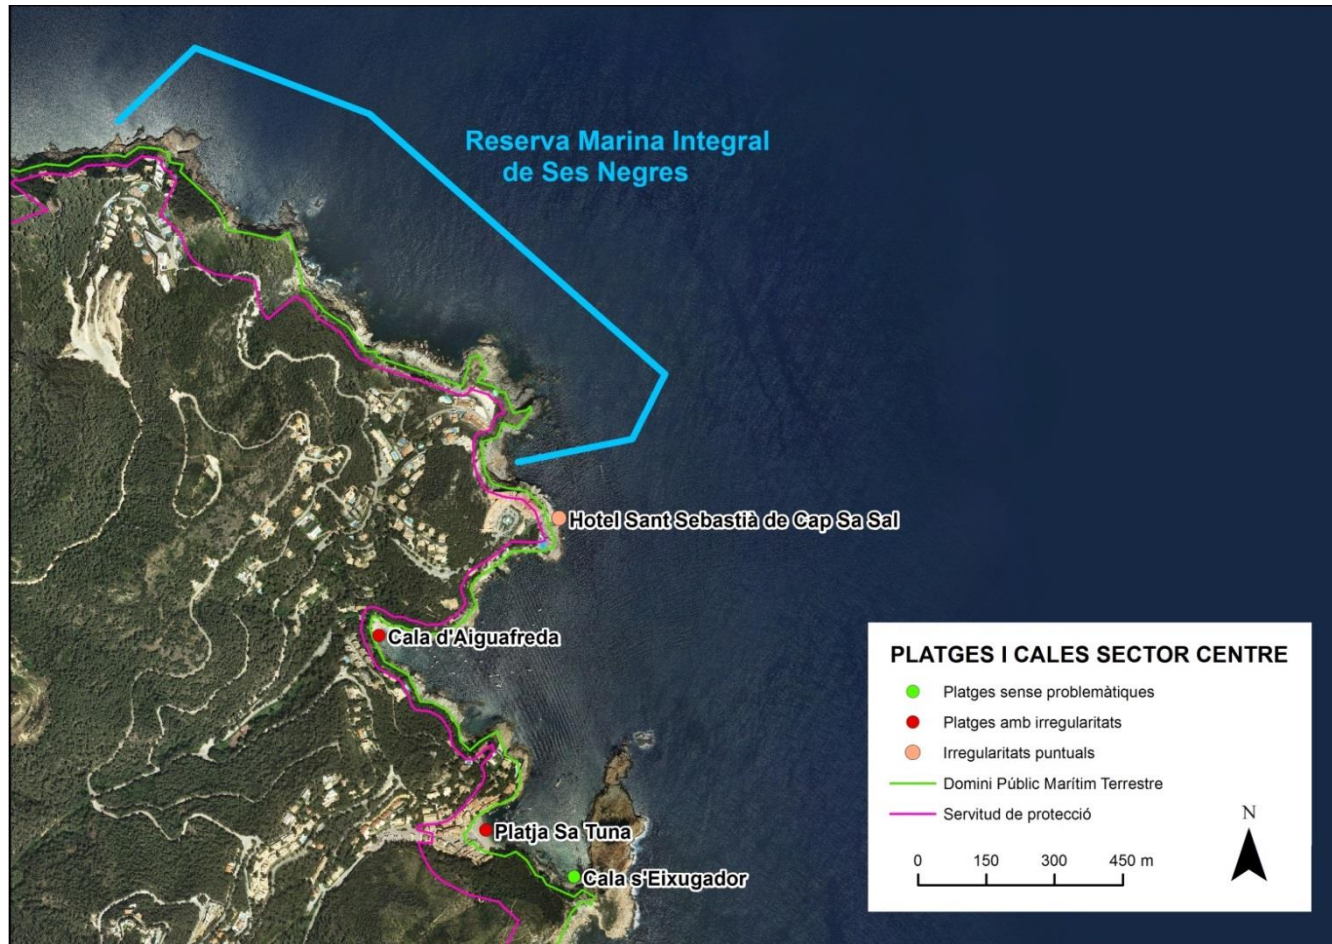 Reserva Marina Integral
de Ses Negres
Hotel Sant Sebastià de Cap Sa Sal
Cala d'Aiguafreda
Platja Sa Tuna
Cala s'Eixugador
PLATGES I CALES SECTOR CENTRE
Platges sense problemàtiques
Platges amb irregularitats
Irregularitats puntuals
Domini Públic Marítim Terrestre
Servitud de protecció
N
0 150 300 450 m